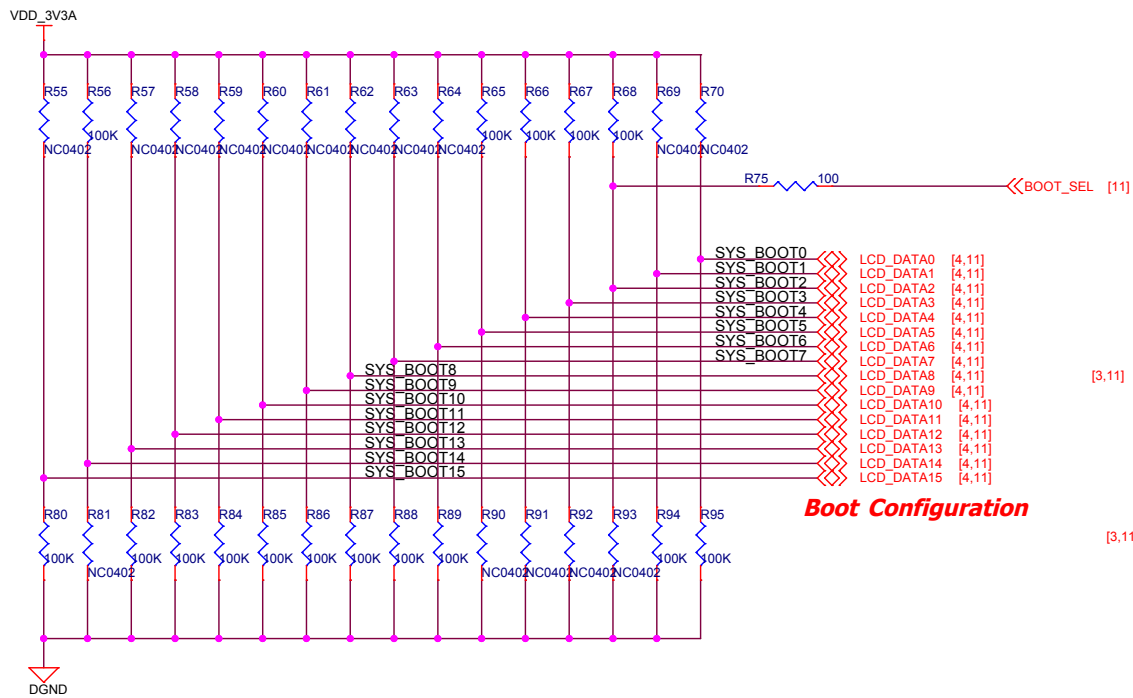 VDD_3V3A
R55 R56 R57 R58 R59 R60 R61 R62 R63 R64 R65 R66 R67 R68 R69 R70
100K 100K 100K 100K 100K
NC0402 NC0402 NC0402 NC0402 NC0402 NC0402 NC0402 NC0402 NC0402 NC0402 NC0402
R75 100 BOOT_SEL [11]
SYS_BOOT0 LCD_DATA0 [4,11]
SYS_BOOT1 LCD_DATA1 [4,11]
SYS_BOOT2 LCD_DATA2 [4,11]
SYS_BOOT3 LCD_DATA3 [4,11]
SYS_BOOT4 LCD_DATA4 [4,11]
SYS_BOOT5 LCD_DATA5 [4,11]
SYS_BOOT6 LCD_DATA6 [4,11]
SYS_BOOT7 LCD_DATA7 [4,11]
SYS_BOOT8 LCD_DATA8 [4,11] [3,11]
SYS_BOOT9 LCD_DATA9 [4,11]
SYS_BOOT10 LCD_DATA10 [4,11]
SYS_BOOT11 LCD_DATA11 [4,11]
SYS_BOOT12 LCD_DATA12 [4,11]
SYS_BOOT13 LCD_DATA13 [4,11]
SYS_BOOT14 LCD_DATA14 [4,11]
SYS_BOOT15 LCD_DATA15 [4,11]
Boot Configuration
R80 R81 R82 R83 R84 R85 R86 R87 R88 R89 R90 R91 R92 R93 R94 R95
[3,11
100K 100K 100K 100K 100K 100K 100K 100K 100K 100K 100K
NC0402 NC0402 NC0402 NC0402 NC0402
DGND